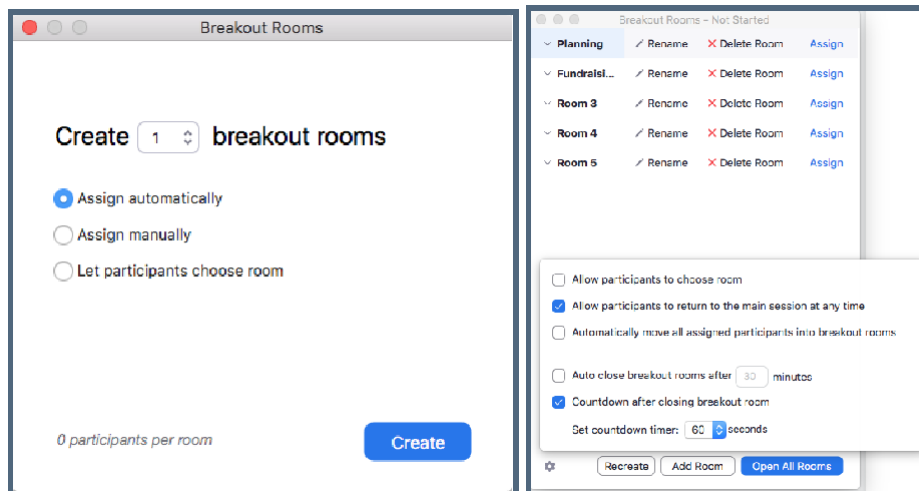 Breakout Rooms
Create 1 breakout rooms
Assign automatically
Assign manually
Let participants choose room
0 participants per room
Create
Breakout Rooms – Not Started
Planning Rename Delete Room Assign
Fundraisi... Rename Delete Room Assign
Room 3 Rename Delete Room Assign
Room 4 Rename Delete Room Assign
Room 5 Rename Delete Room Assign
Allow participants to choose room
Allow participants to return to the main session at any time
Automatically move all assigned participants into breakout rooms
Auto close breakout rooms after 30 minutes
Countdown after closing breakout room
Set countdown timer: 60 seconds
Recreate Add Room Open All Rooms